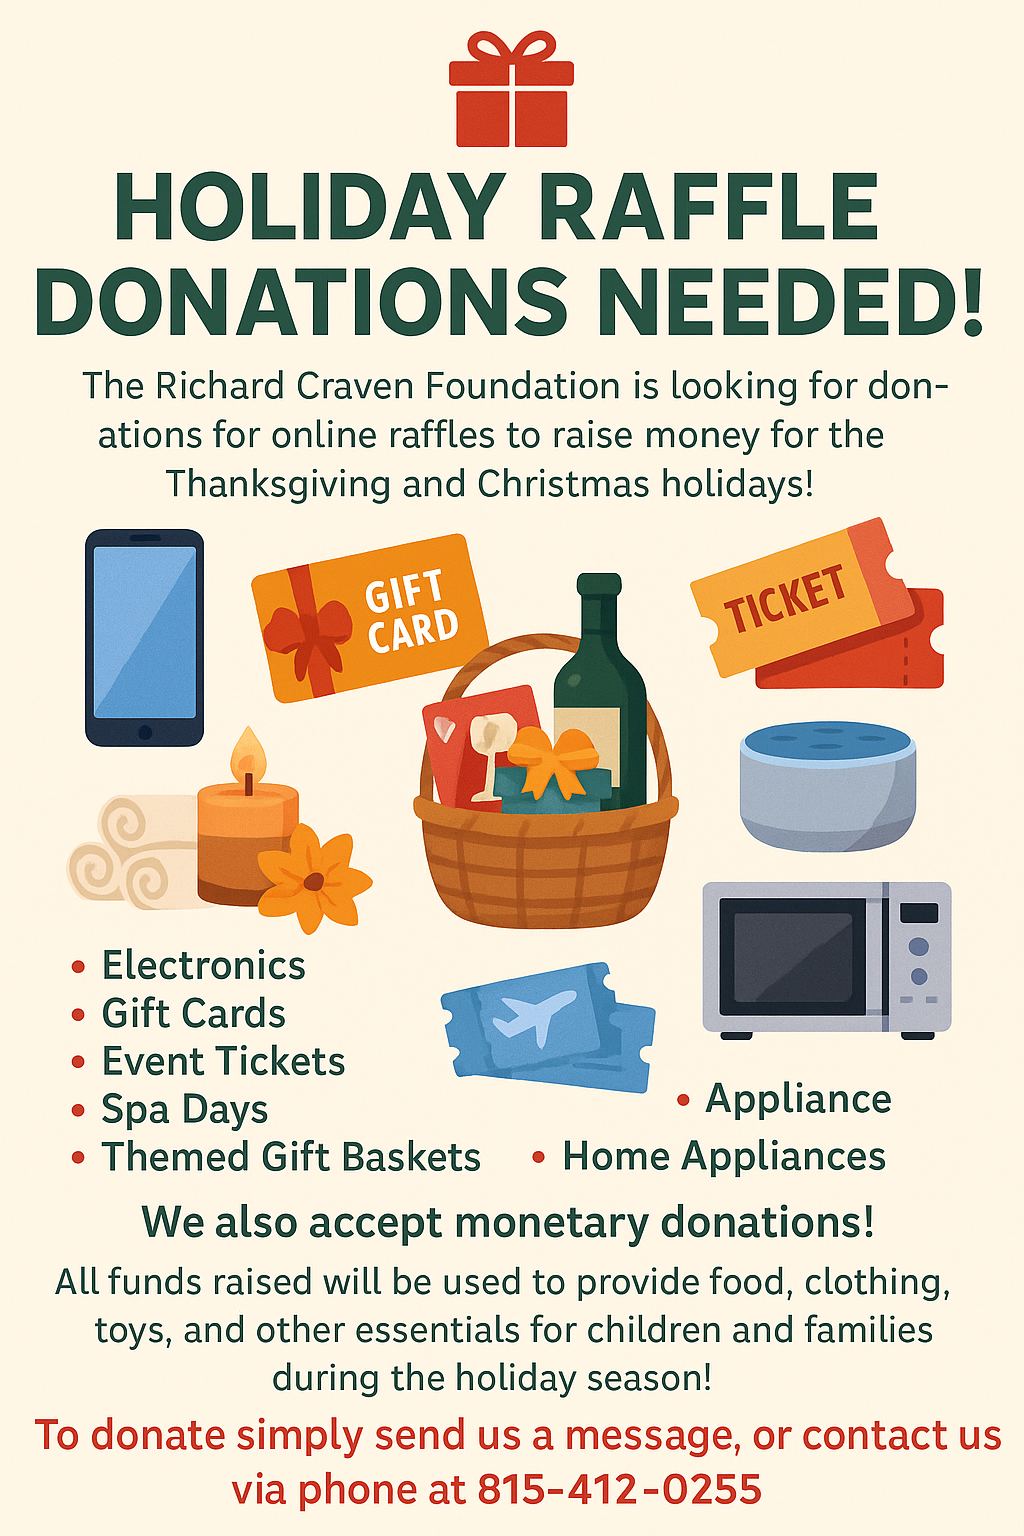 HOLIDAY RAFFLE
DONATIONS NEEDED!
The Richard Craven Foundation is looking for don-
ations for online raffles to raise money for the
Thanksgiving and Christmas holidays!
GIFT
CARD
TICKET
• Electronics
• Gift Cards
• Event Tickets
• Spa Days
• Themed Gift Baskets
• Appliance
• Home Appliances
We also accept monetary donations!
All funds raised will be used to provide food, clothing,
toys, and other essentials for children and families
during the holiday season!
To donate simply send us a message, or contact us
via phone at 815-412-0255